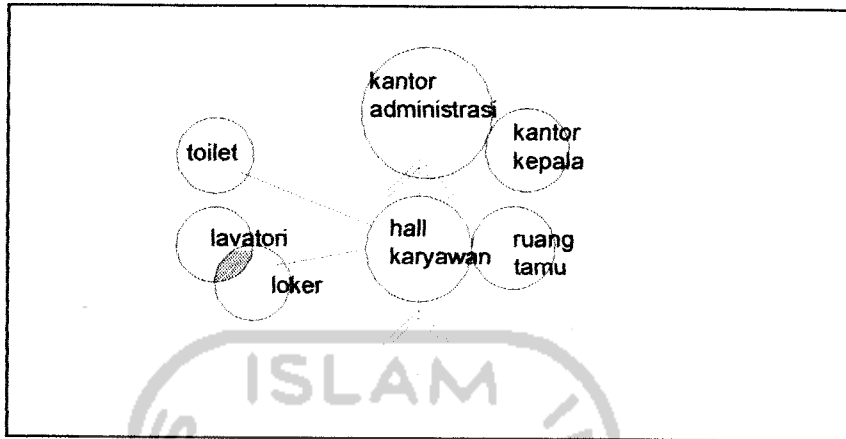 kantor
administrasi
kantor
kepala
toilet
hall
karyawan
ruang
tamu
lavatori
loker
ISLAM